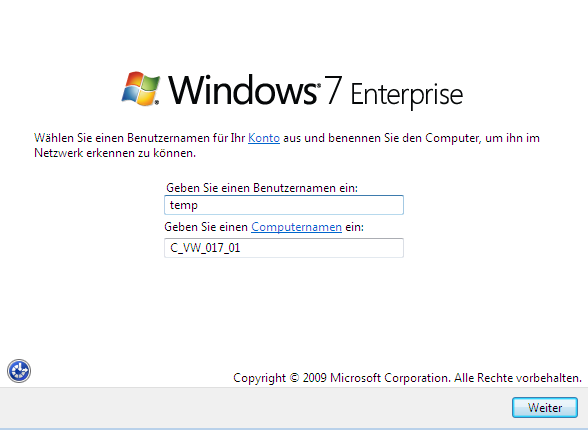 Windows® 7 Enterprise
Wählen Sie einen Benutzernamen für Ihr Konto aus und benennen Sie den Computer, um ihn im
Netzwerk erkennen zu können.
Geben Sie einen Benutzernamen ein:
temp
Geben Sie einen Computernamen ein:
C_VW_017_01
Copyright © 2009 Microsoft Corporation. Alle Rechte vorbehalten.
Weiter